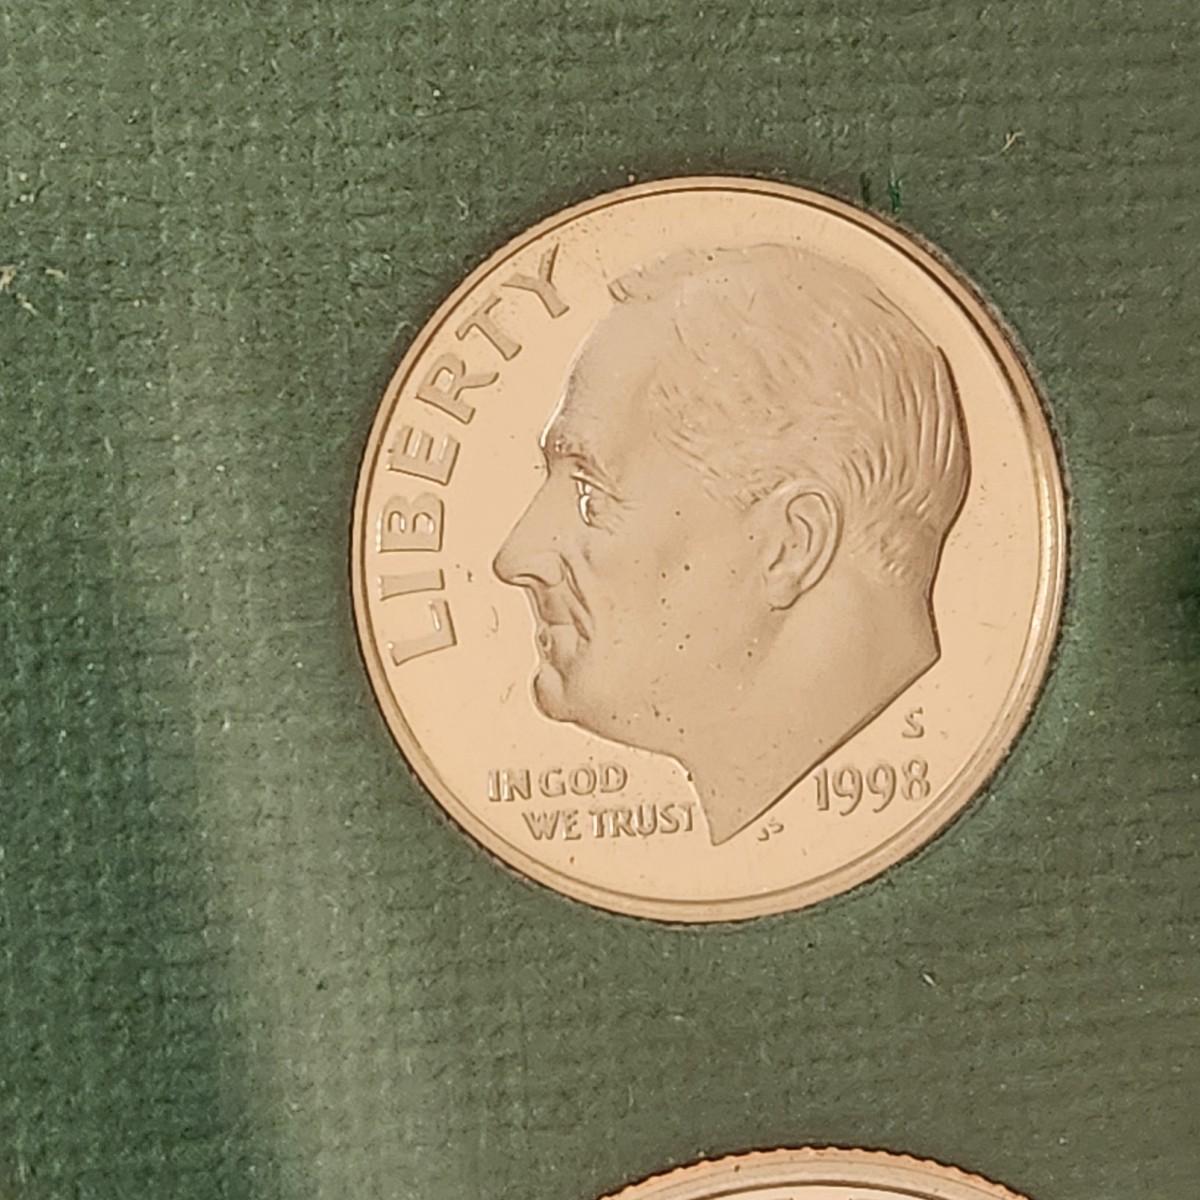 LIBERTY
IN GOD
WE TRUST
JS
S
1998